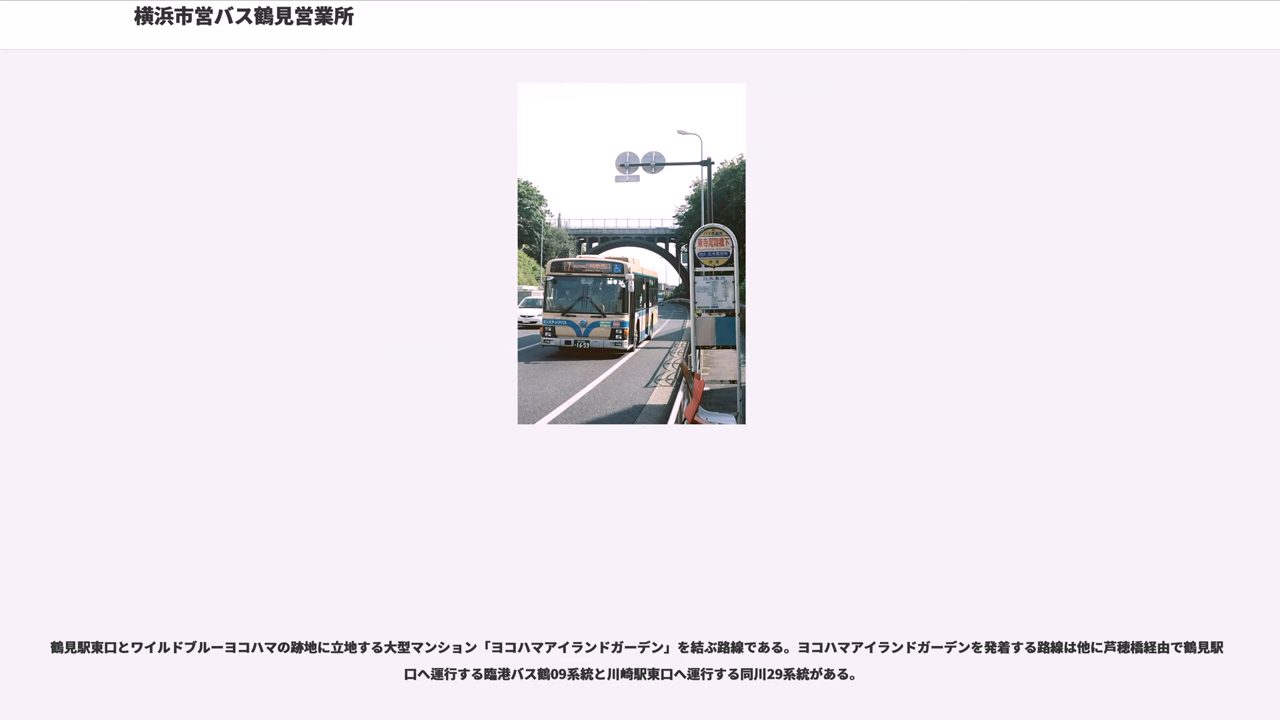 横浜市営バス鶴見営業所
東寺尾陸橋下
鶴見駅東口とワイルドブルーヨコハマの跡地に立地する大型マンション「ヨコハマアイランドガーデン」を結ぶ路線である。ヨコハマアイランドガーデンを発着する路線は他に芦穂橋経由で鶴見駅
口へ運行する臨港バス鶴09系統と川崎駅東口へ運行する同川29系統がある。